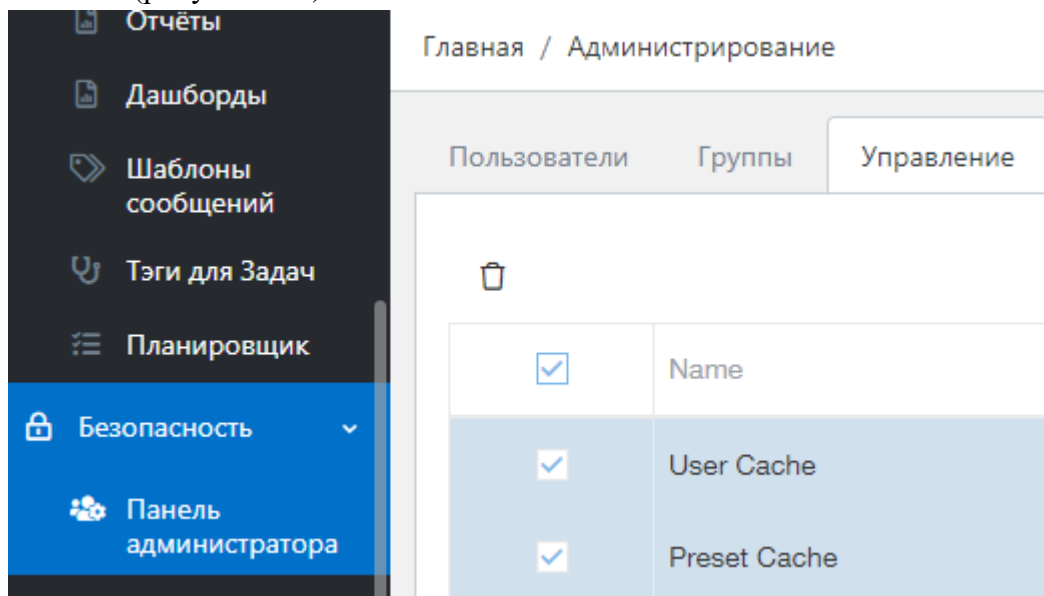 Отчёты
Дашборды
Шаблоны
сообщений
Тэги для Задач
Планировщик
Безопасность
Панель
администратора
Главная / Администрирование
Пользователи Группы Управление
Name
User Cache
Preset Cache